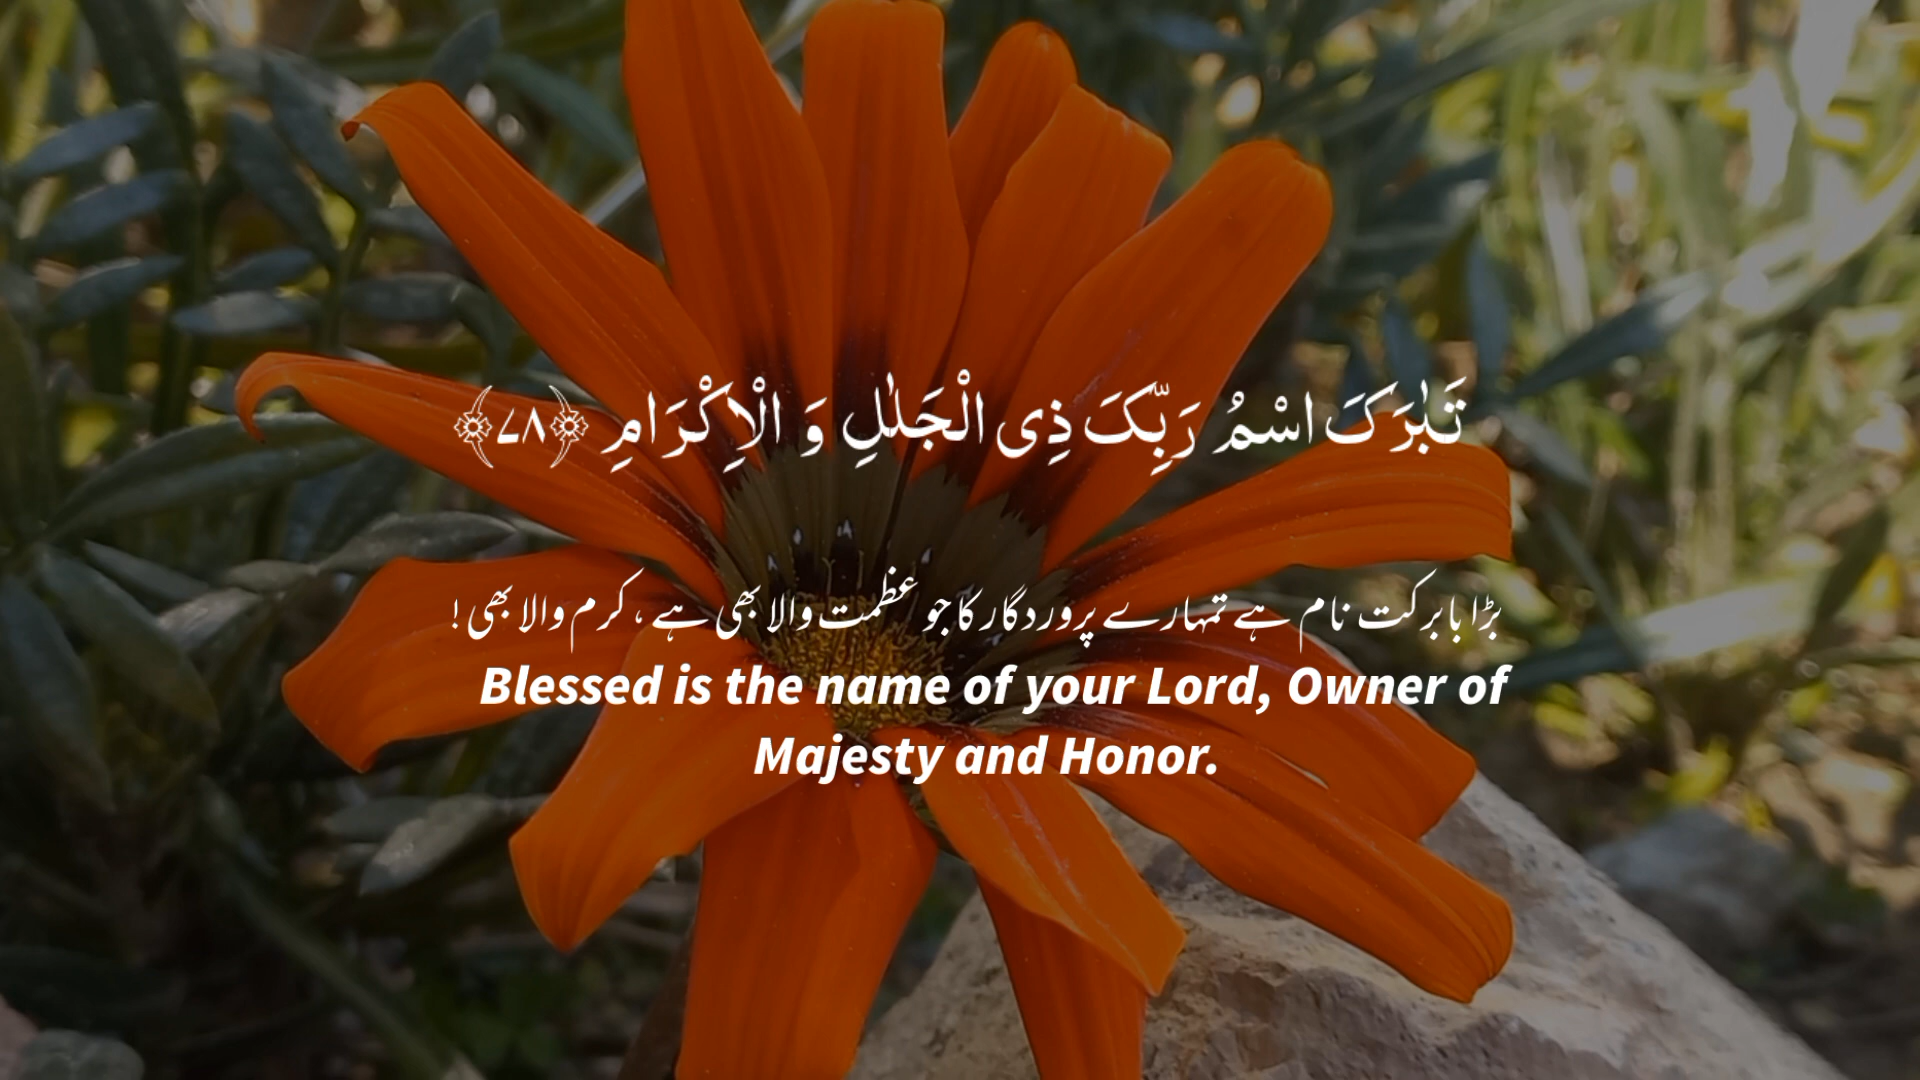 تَبٰرَکَ اسْمُ رَبِّکَ ذِی الْجَلٰلِ وَ الْاِکْرَامِ ﴿۷۸﴾
بڑا بابرکت نام ہے تمہارے پروردگار کا جو عظمت والا بھی ہے ، کرم والا بھی !
Blessed is the name of your Lord, Owner of
Majesty and Honor.